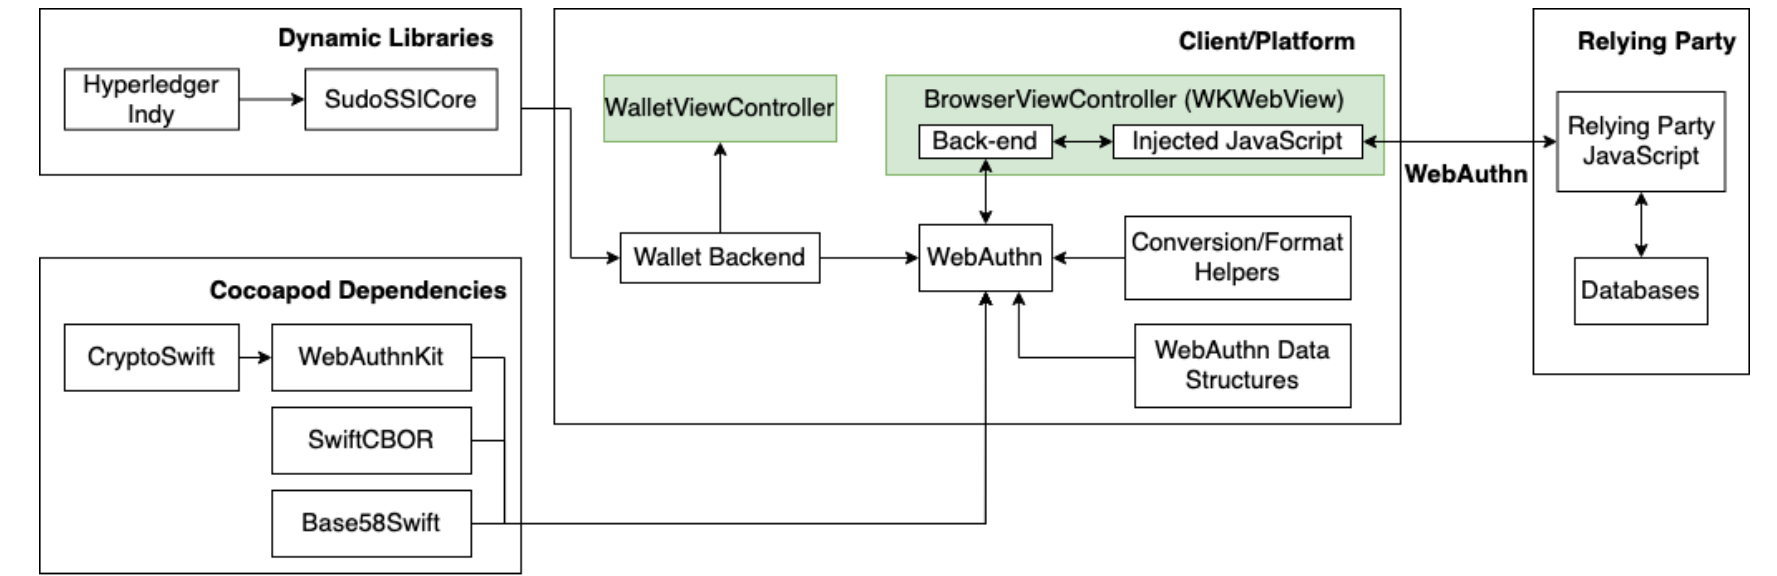 Dynamic Libraries
Hyperledger
Indy
SudoSSICore
Cocoapod Dependencies
CryptoSwift
WebAuthnKit
SwiftCBOR
Base58Swift
Client/Platform
WalletViewController
BrowserViewController (WKWebView)
Back-end
Injected JavaScript
Wallet Backend
WebAuthn
Conversion/Format
Helpers
WebAuthn Data
Structures
WebAuthn
Relying Party
Relying Party
JavaScript
Databases